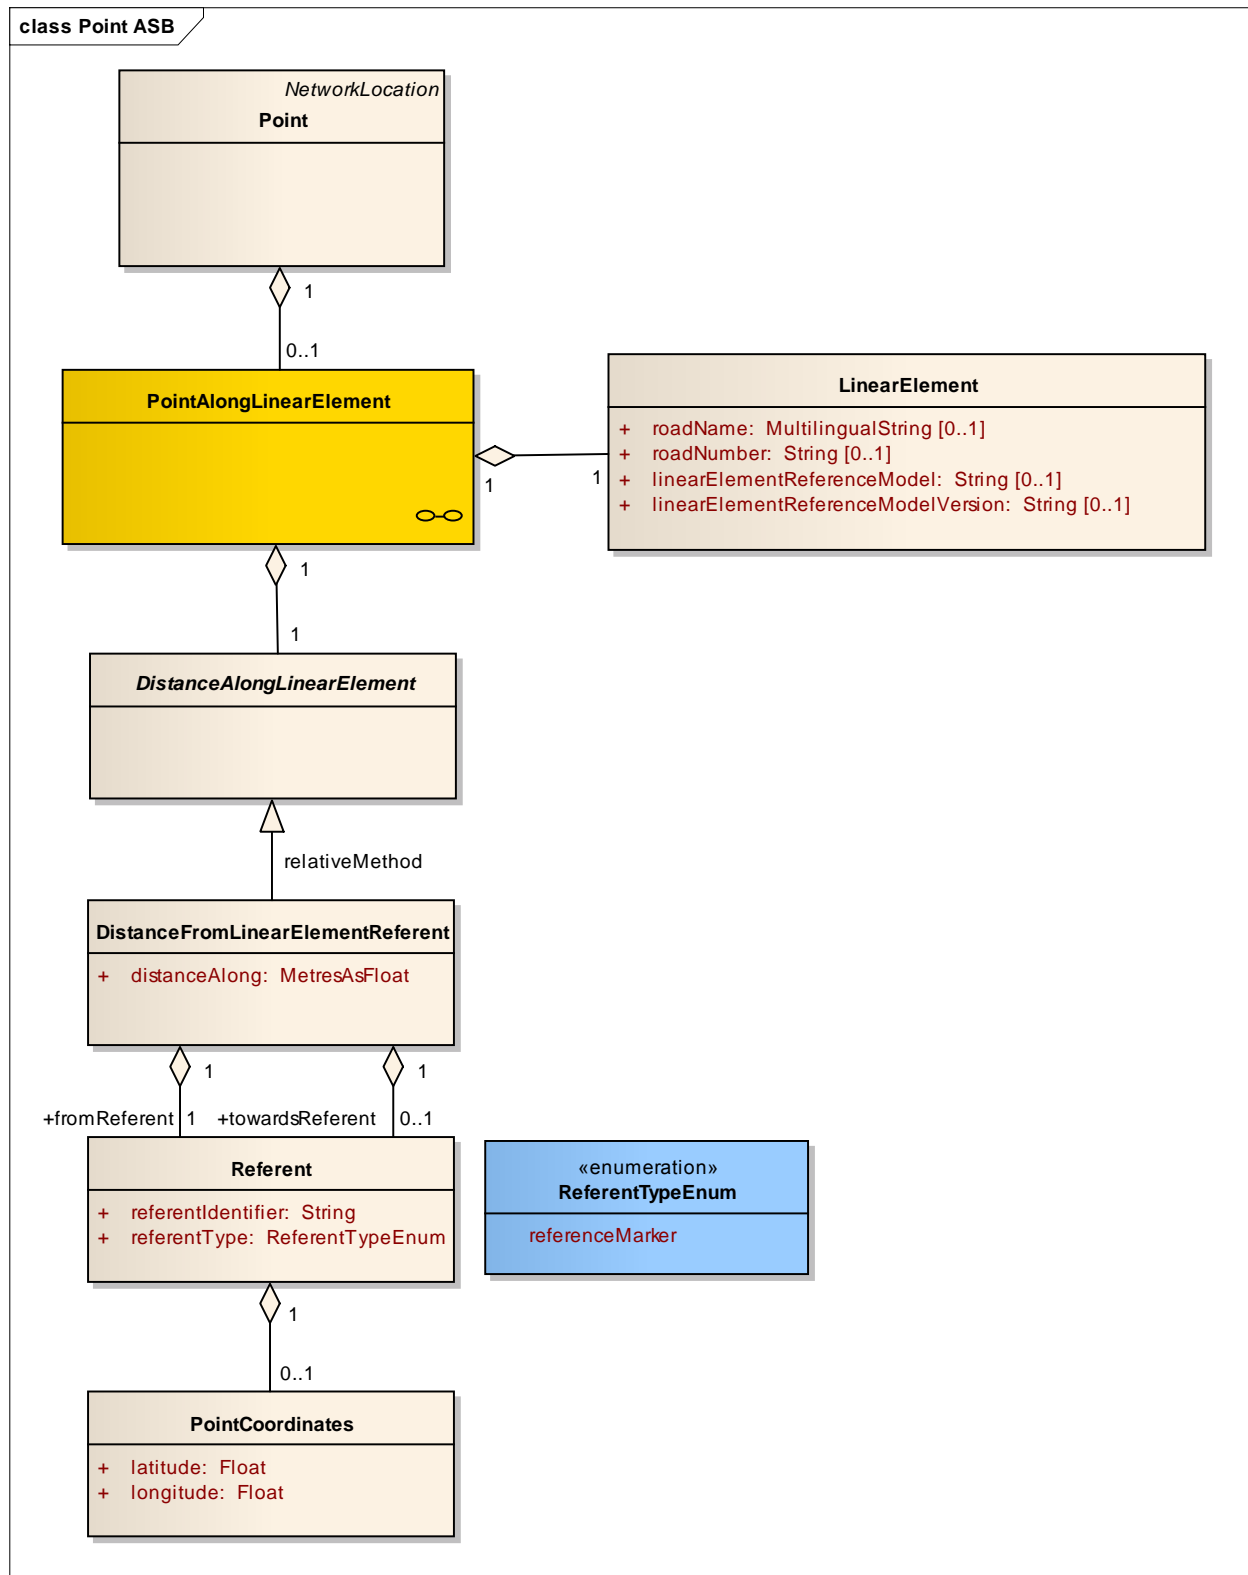 class Point ASB
NetworkLocation
Point
1
0..1
PointAlongLinearElement
1
1
LinearElement
+ roadName: MultilingualString [0..1]
+ roadNumber: String [0..1]
+ linearElementReferenceModel: String [0..1]
+ linearElementReferenceModelVersion: String [0..1]
1
1
DistanceAlongLinearElement
relativeMethod
DistanceFromLinearElementReferent
+ distanceAlong: MetresAsFloat
1
1
+fromReferent 1
+towardsReferent 0..1
Referent
+ referentIdentifier: String
+ referentType: ReferentTypeEnum
«enumeration»
ReferentTypeEnum
referenceMarker
1
0..1
PointCoordinates
+ latitude: Float
+ longitude: Float